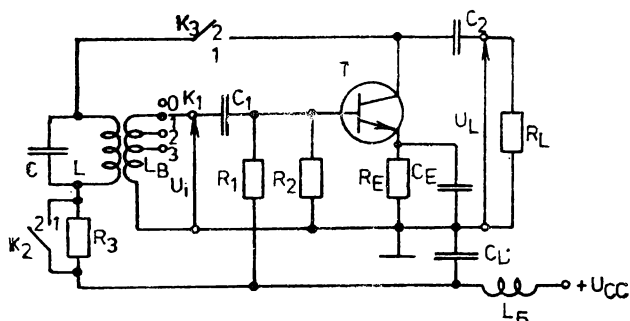 K3 2
1
C2
T
0
1
2
3
K1
C1
UL
RL
C
L
LB
Ui
R1
R2
RE
CE
K2
2
1
R3
CL
LБ
+UCC